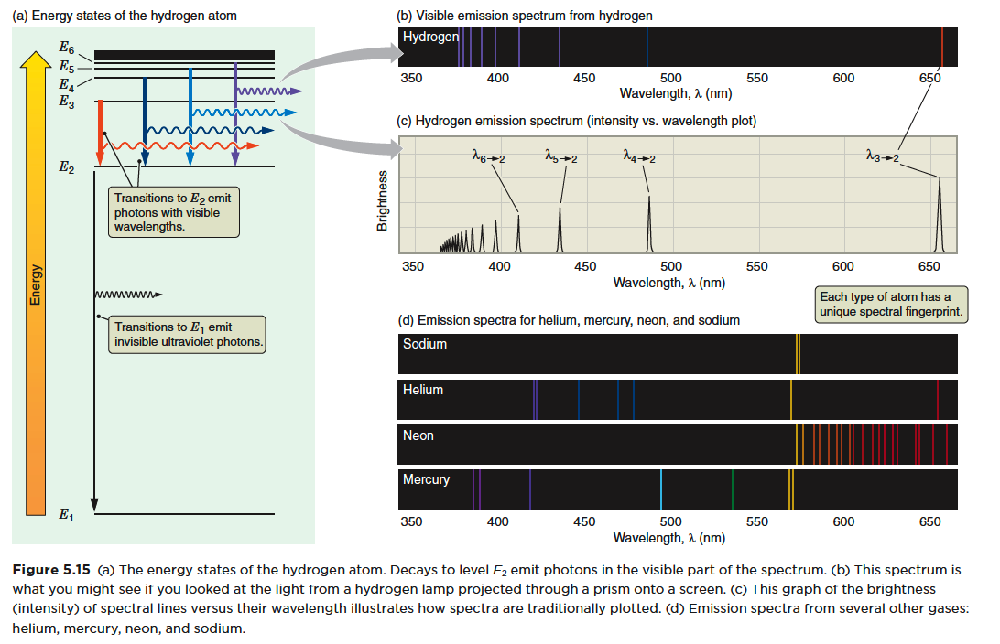 (a) Energy states of the hydrogen atom
E6
E5
E4
E3
E2
Transitions to E2 emit
photons with visible
wavelengths.
Energy
Transitions to E1 emit
invisible ultraviolet photons.
E1
(b) Visible emission spectrum from hydrogen
Hydrogen
350 400 450 500 550 600 650
Wavelength, λ (nm)
(c) Hydrogen emission spectrum (intensity vs. wavelength plot)
λ6→2 λ5→2 λ4→2 λ3→2
Brightness
350 400 450 500 550 600 650
Wavelength, λ (nm)
Each type of atom has a
unique spectral fingerprint.
(d) Emission spectra for helium, mercury, neon, and sodium
Sodium
Helium
Neon
Mercury
350 400 450 500 550 600 650
Wavelength, λ (nm)
Figure 5.15 (a) The energy states of the hydrogen atom. Decays to level E2 emit photons in the visible part of the spectrum. (b) This spectrum is
what you might see if you looked at the light from a hydrogen lamp projected through a prism onto a screen. (c) This graph of the brightness
(intensity) of spectral lines versus their wavelength illustrates how spectra are traditionally plotted. (d) Emission spectra from several other gases:
helium, mercury, neon, and sodium.